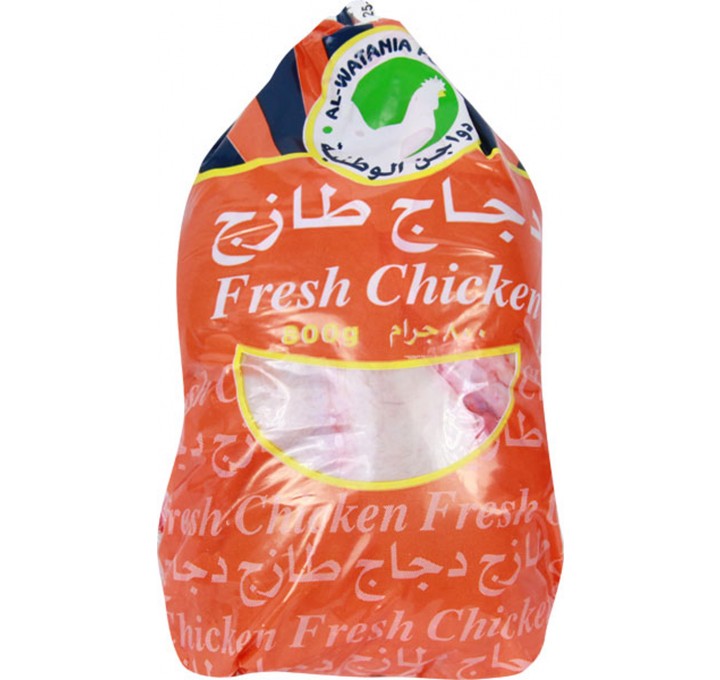 25-
AL-WATANIA
دواجن الوطنية
دجاج طازج
Fresh Chicken
800g ٨٠٠ جرام
Fresh Chicken Fresh
دجاج طازج
Chicken Fresh Chicken
دجاج طازج